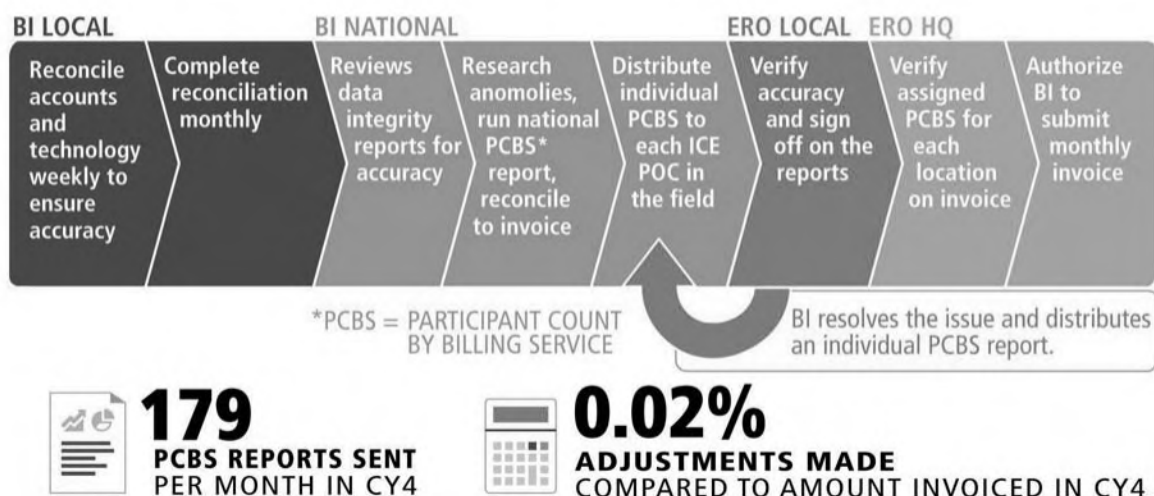 BI LOCAL
BI NATIONAL
ERO LOCAL
ERO HQ
Reconcile
accounts
and
technology
weekly to
ensure
accuracy
Complete
reconciliation
monthly
Reviews
data
integrity
reports for
accuracy
Research
anomolies,
run national
PCBS*
report,
reconcile
to invoice
Distribute
individual
PCBS to
each ICE
POC in
the field
Verify
accuracy
and sign
off on the
reports
Verify
assigned
PCBS for
each
location
on invoice
Authorize
BI to
submit
monthly
invoice
*PCBS = PARTICIPANT COUNT
BY BILLING SERVICE
BI resolves the issue and distributes
an individual PCBS report.
179
PCBS REPORTS SENT
PER MONTH IN CY4
0.02%
ADJUSTMENTS MADE
COMPARED TO AMOUNT INVOICED IN CY4